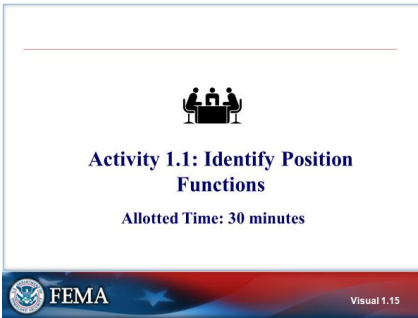 Activity 1.1: Identify Position
Functions
Allotted Time: 30 minutes
FEMA
Visual 1.15